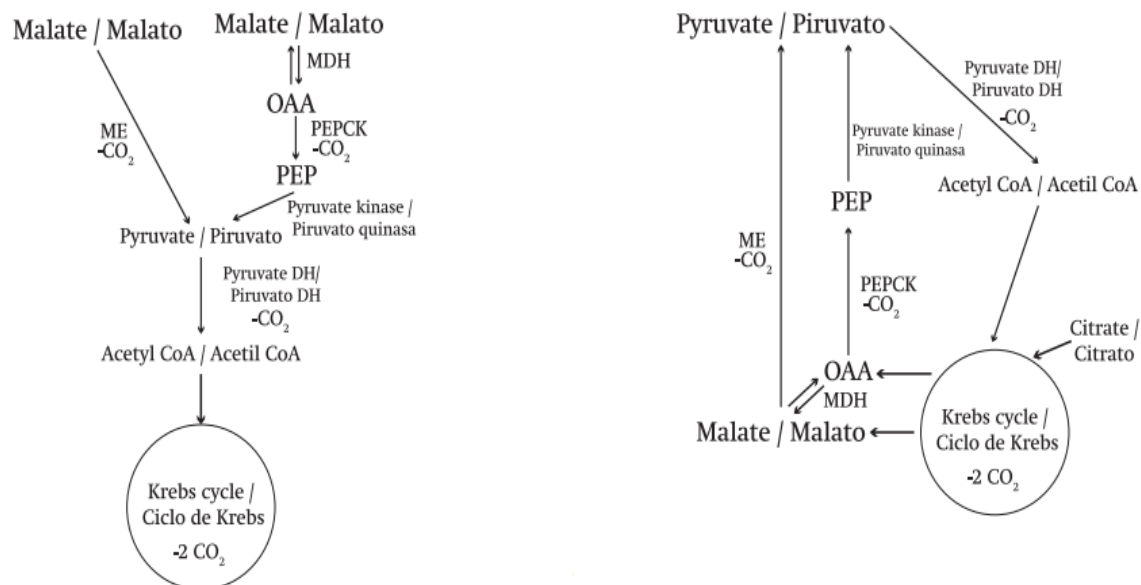 Malate / Malato
Malate / Malato
MDH
OAA
ME
-CO₂
PEPCK
-CO₂
PEP
Pyruvate kinase /
Piruvato quinasa
Pyruvate / Piruvato
Pyruvate DH/
Piruvato DH
-CO₂
Acetyl CoA / Acetil CoA
Krebs cycle /
Ciclo de Krebs
-2 CO₂
Pyruvate / Piruvato
Pyruvate DH/
Piruvato DH
-CO₂
Pyruvate kinase /
Piruvato quinasa
Acetyl CoA / Acetil CoA
PEP
ME
-CO₂
PEPCK
-CO₂
Citrate /
Citrato
OAA
MDH
Malate / Malato
Krebs cycle /
Ciclo de Krebs
-2 CO₂